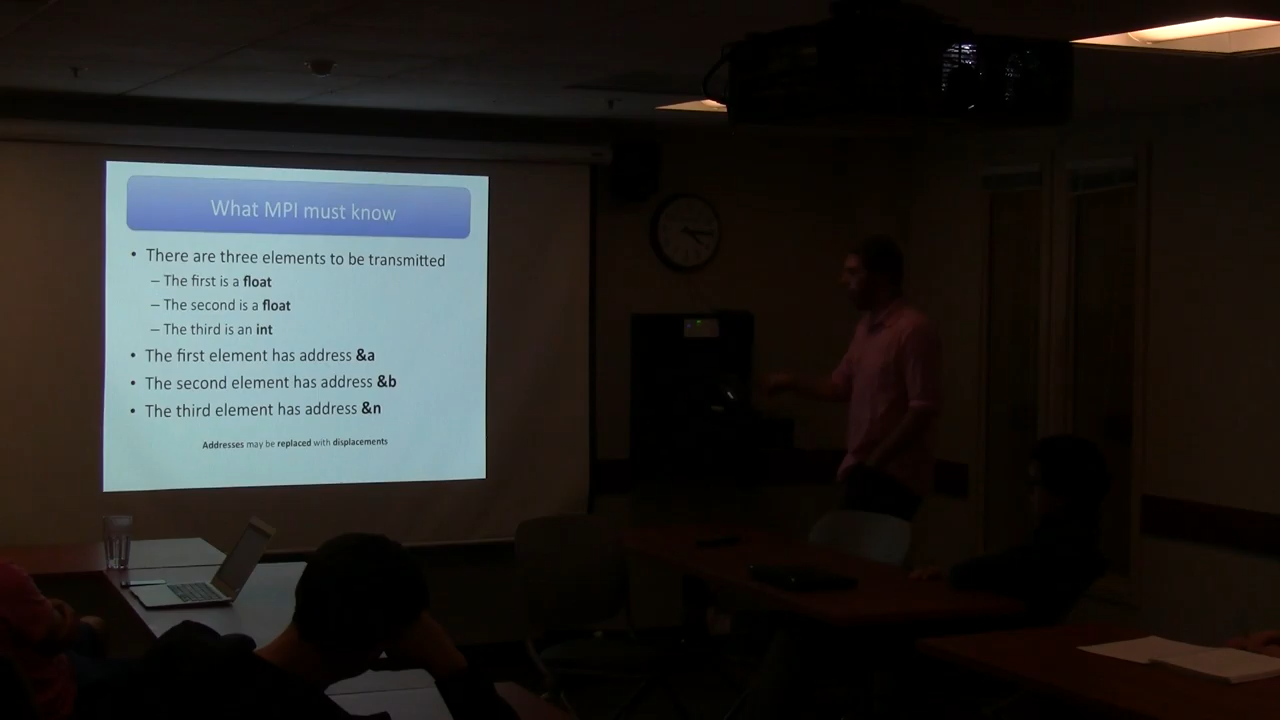 What MPI must know
• There are three elements to be transmitted
– The first is a float
– The second is a float
– The third is an int
• The first element has address &a
• The second element has address &b
• The third element has address &n
Addresses may be replaced with displacements